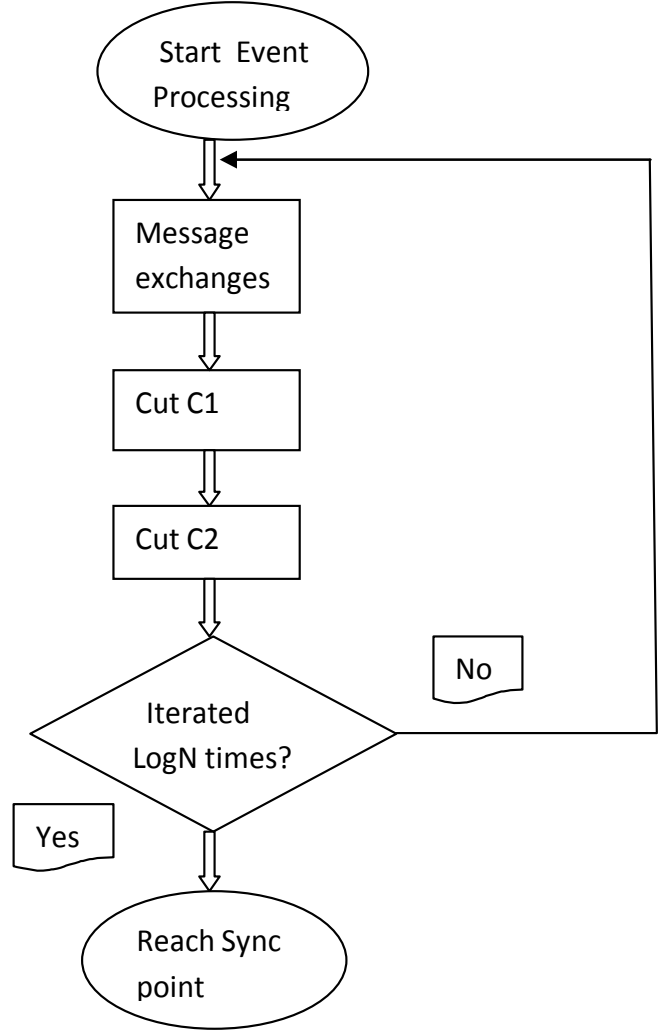 Start Event
Processing
Message
exchanges
Cut C1
Cut C2
No
Iterated
LogN times?
Yes
Reach Sync
point